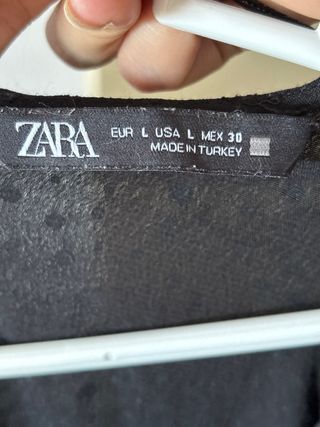 ZARA
EUR L USA L MEX 30
MADE IN TURKEY